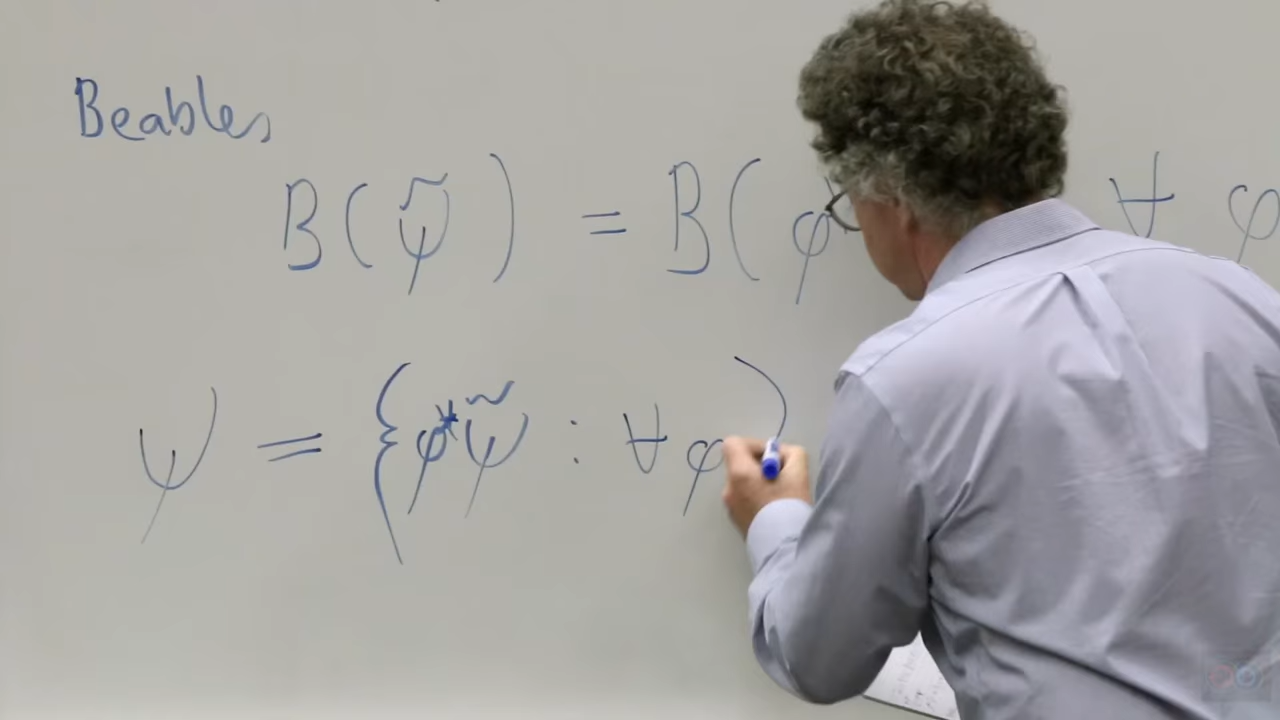 Beables
B(ψ̃) = B(φ ∀ φ
ψ = {φ*ψ̃ : ∀φ}